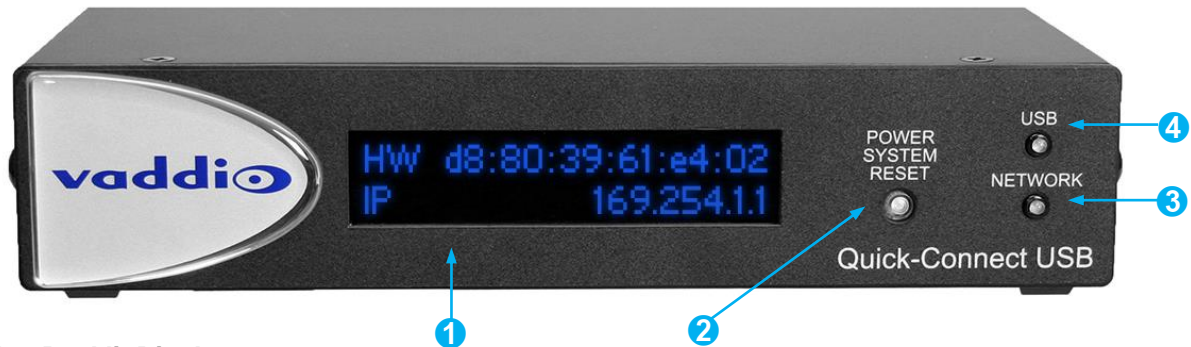 vaddio
HW d8:80:39:61:e4:02
IP 169.254.1.1
POWER
SYSTEM
RESET
USB
NETWORK
Quick-Connect USB
4
3
1
2